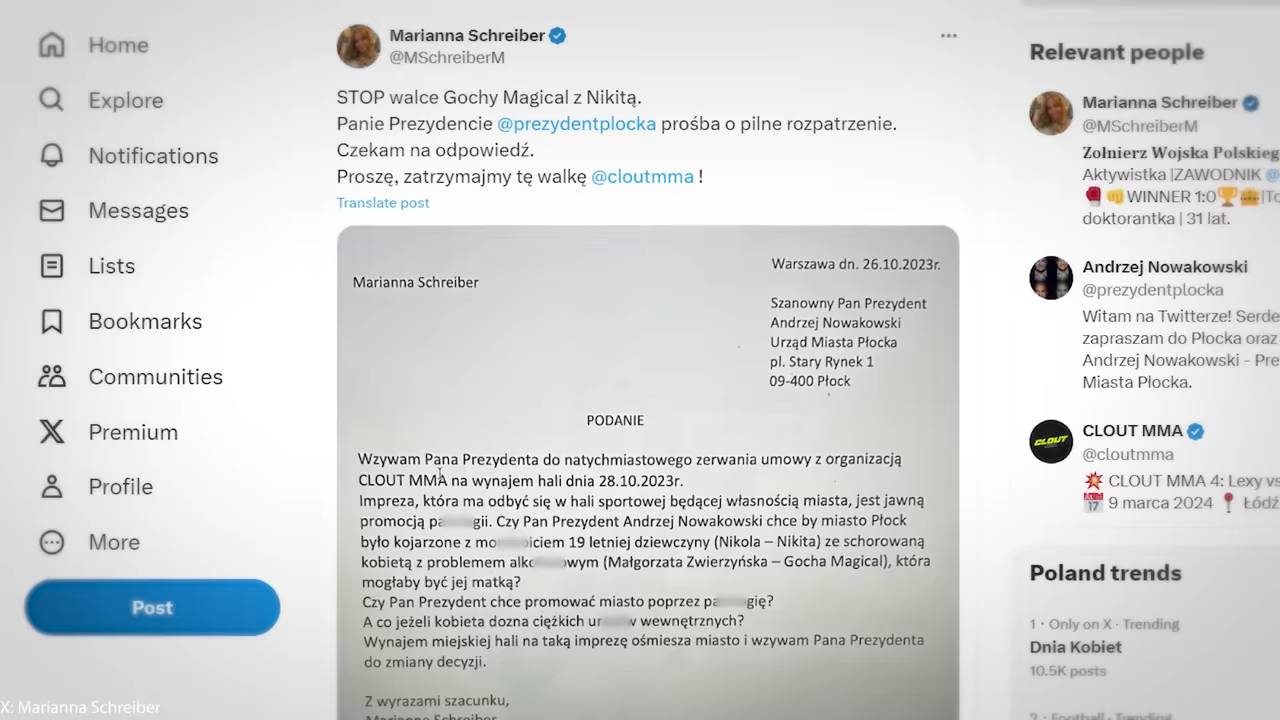 Home
Explore
Notifications
Messages
Lists
Bookmarks
Communities
Premium
Profile
More
Post
X: Marianna Schreiber
Marianna Schreiber
@MSchreiberM
STOP walce Gochy Magical z Nikitą.
Panie Prezydencie @prezydentplocka prośba o pilne rozpatrzenie.
Czekam na odpowiedź.
Proszę, zatrzymajmy tę walkę @cloutmma !
Translate post
Warszawa dn. 26.10.2023r.
Marianna Schreiber
Szanowny Pan Prezydent
Andrzej Nowakowski
Urząd Miasta Płocka
pl. Stary Rynek 1
09-400 Płock
PODANIE
Wzywam Pana Prezydenta do natychmiastowego zerwania umowy z organizacją
CLOUT MMA na wynajem hali dnia 28.10.2023r.
Impreza, która ma odbyć się w hali sportowej będącej własnością miasta, jest jawną
promocją pa gii. Czy Pan Prezydent Andrzej Nowakowski chce by miasto Płock
było kojarzone z mo iciem 19 letniej dziewczyny (Nikola – Nikita) ze schorowaną
kobietą z problemem alko owym (Małgorzata Zwierzyńska – Gocha Magical), która
mogłaby być jej matką?
Czy Pan Prezydent chce promować miasto poprzez pa gię?
A co jeżeli kobieta dozna ciężkich ur w wewnętrznych?
Wynajem miejskiej hali na taką imprezę ośmiesza miasto i wzywam Pana Prezydenta
do zmiany decyzji.
Z wyrazami szacunku,
Marianna Schreiber
Relevant people
Marianna Schreiber
@MSchreiberM
Żołnierz Wojska Polskieg
Aktywistka |ZAWODNIK @
WINNER 1:0 |To
doktorantka | 31 lat.
Andrzej Nowakowski
@prezydentplocka
Witam na Twitterze! Serde
zapraszam do Płocka oraz
Andrzej Nowakowski - Pre
Miasta Płocka.
CLOUT MMA
@cloutmma
CLOUT MMA 4: Lexy vs
9 marca 2024 Łódź
Poland trends
1 · Only on X · Trending
Dnia Kobiet
10.5K posts
2 · Football · Trending